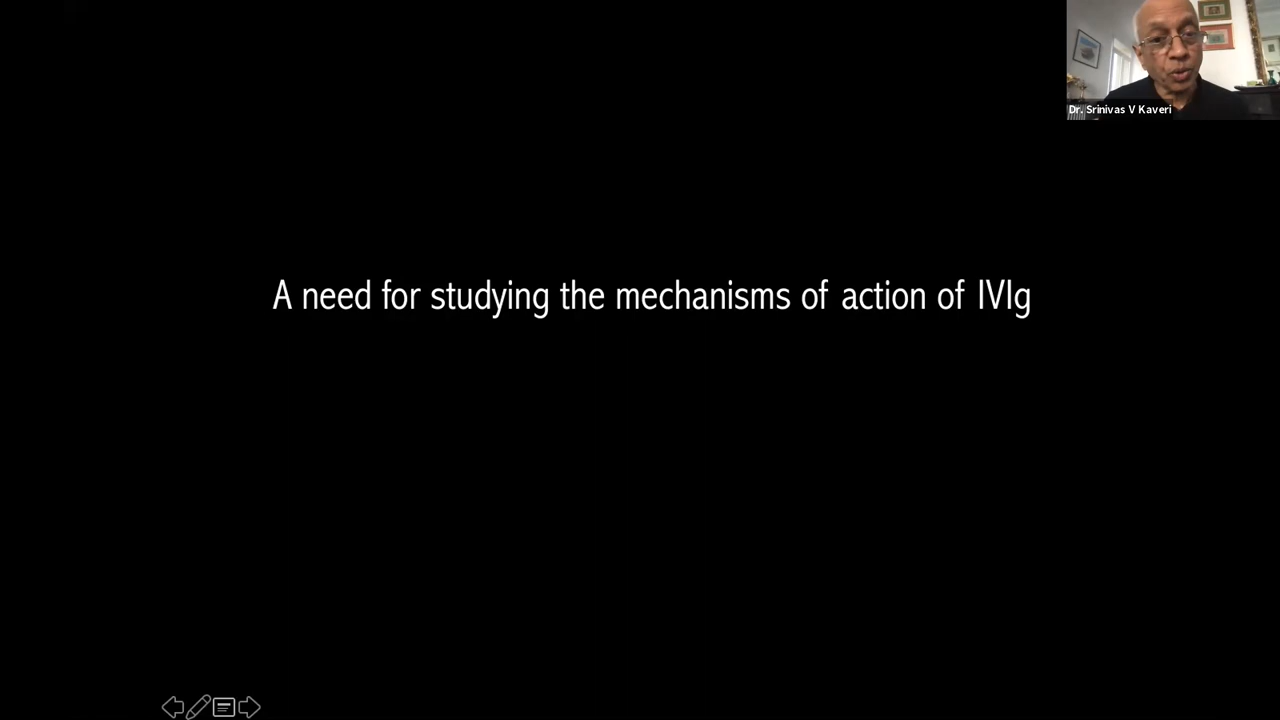 Dr. Srinivas V Kaveri
A need for studying the mechanisms of action of IVIg